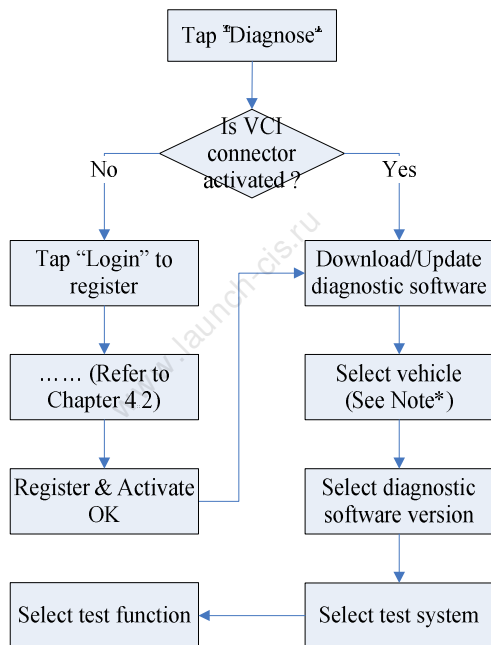 Tap "Diagnose"
Is VCI
connector
activated ?
No
Yes
Tap “Login” to
register
Download/Update
diagnostic software
…… (Refer to
Chapter 4.2)
Select vehicle
(See Note*)
Register & Activate
OK
Select diagnostic
software version
Select test function
Select test system
www.launch-cis.ru